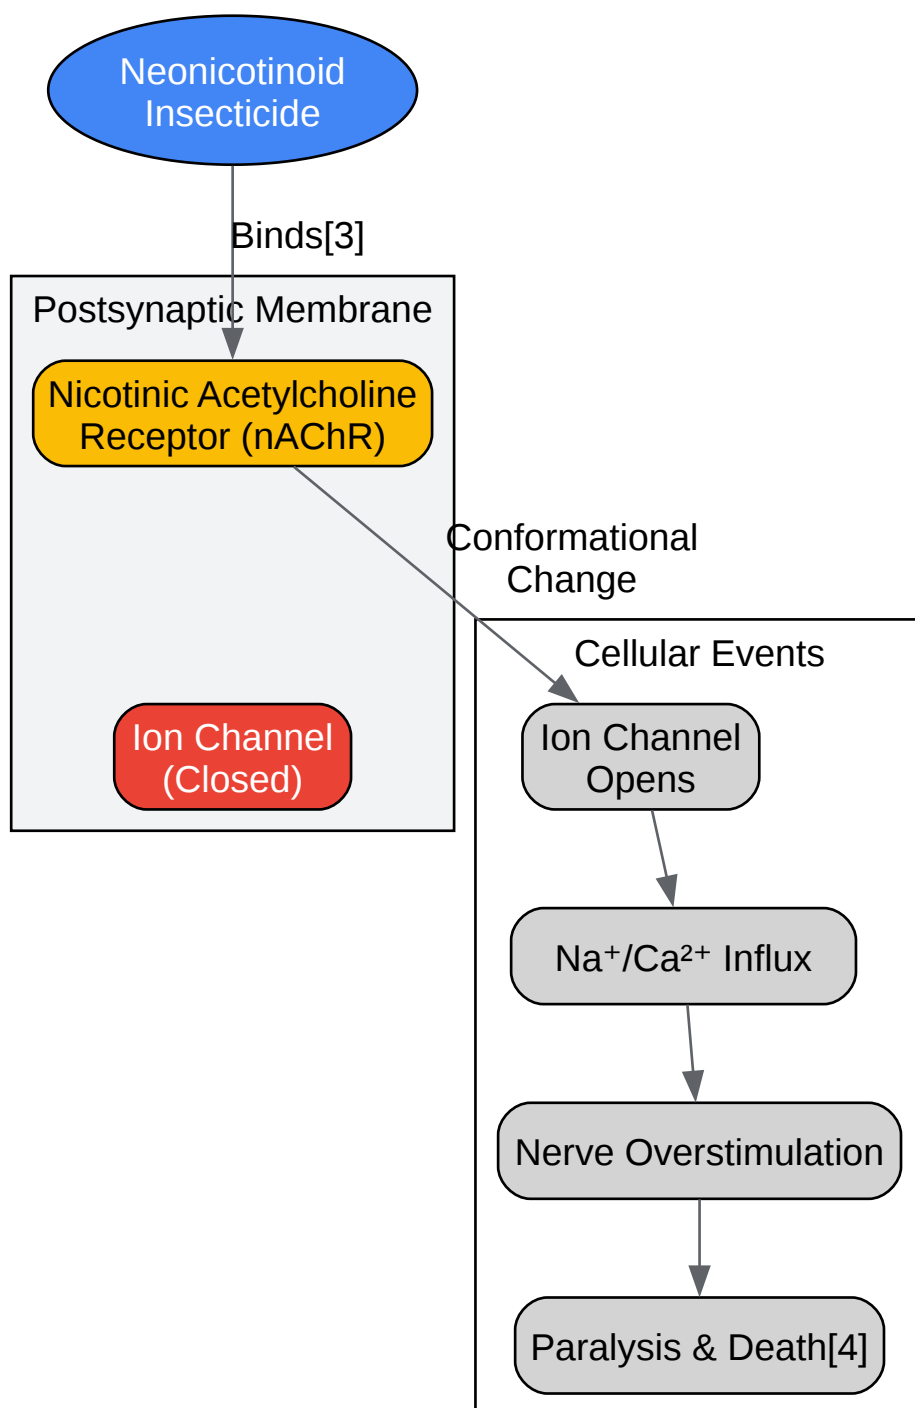 Neonicotinoid
Insecticide
Binds[3]
Postsynaptic Membrane
Nicotinic Acetylcholine
Receptor (nAChR)
Conformational
Change
Cellular Events
Ion Channel
(Closed)
Ion Channel
Opens
Na⁺/Ca²⁺ Influx
Nerve Overstimulation
Paralysis & Death[4]